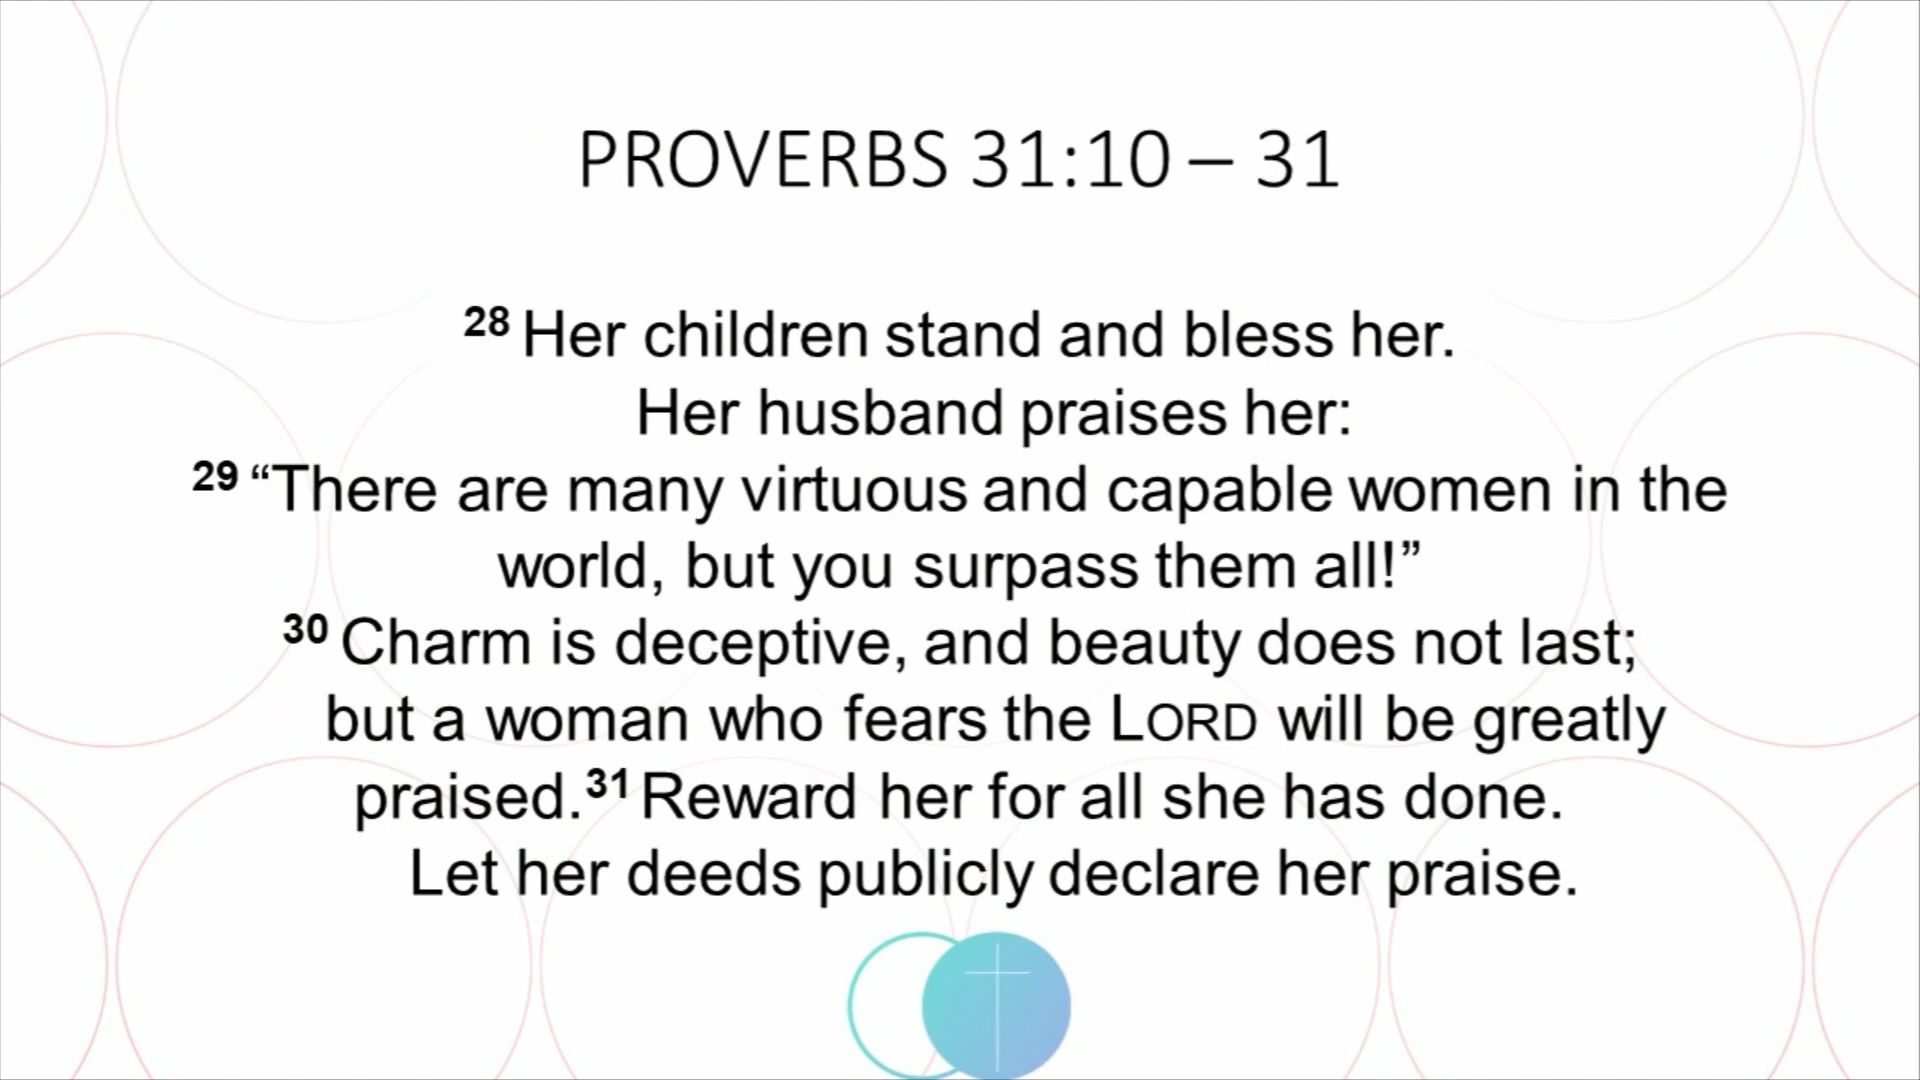 PROVERBS 31:10 – 31
28 Her children stand and bless her.
Her husband praises her:
29 “There are many virtuous and capable women in the
world, but you surpass them all!”
30 Charm is deceptive, and beauty does not last;
but a woman who fears the LORD will be greatly
praised.31 Reward her for all she has done.
Let her deeds publicly declare her praise.